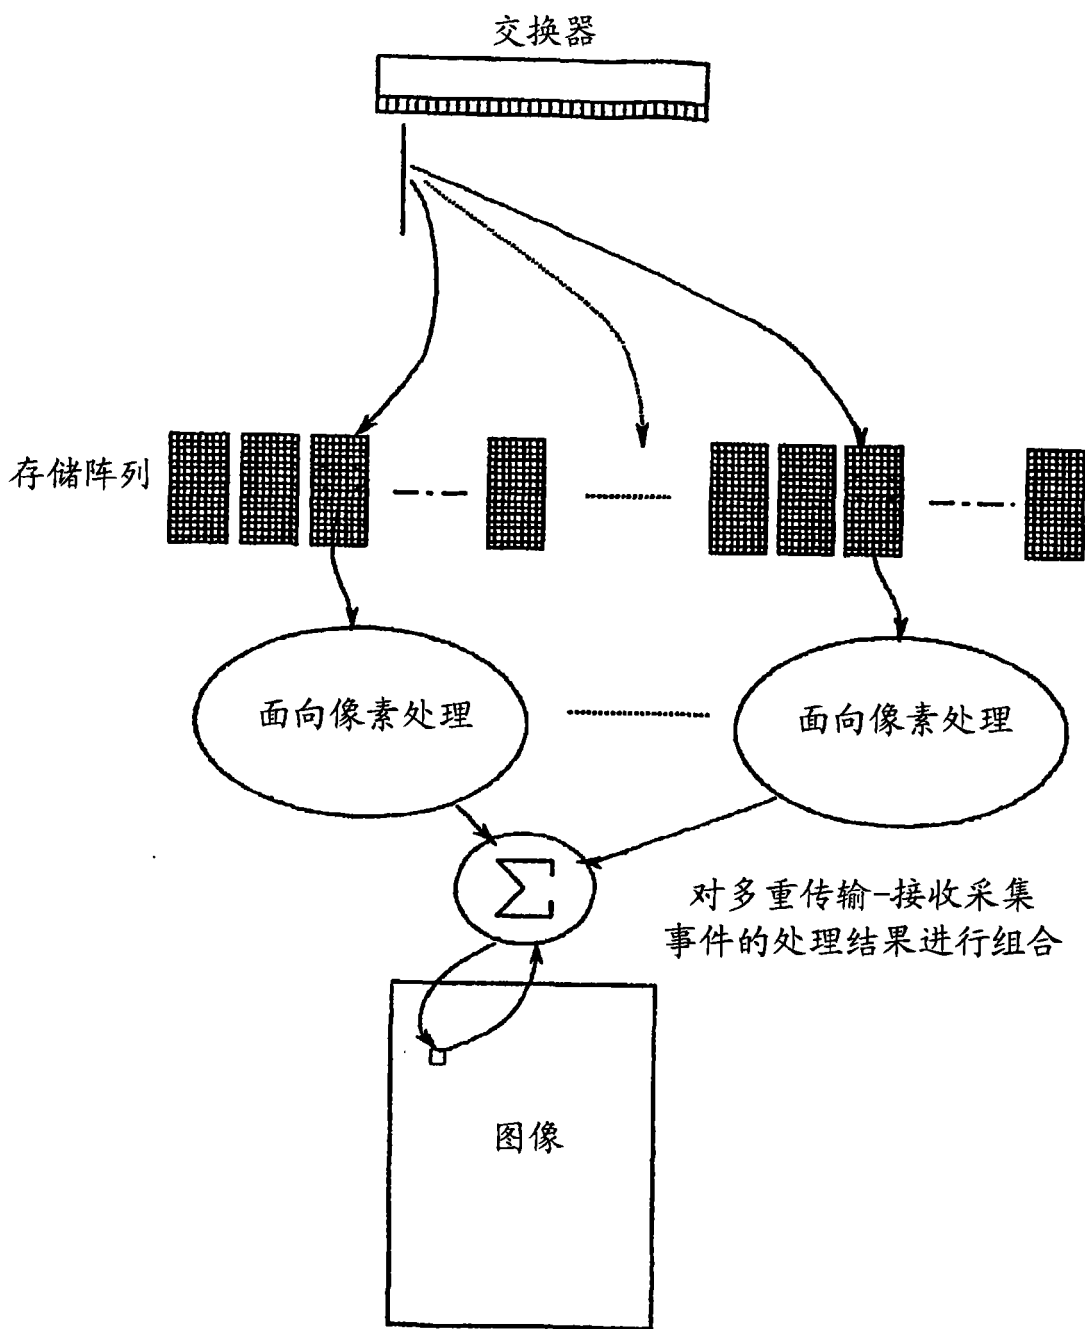 交换器
存储阵列
面向像素处理
面向像素处理
Σ
对多重传输-接收采集
事件的处理结果进行组合
图像